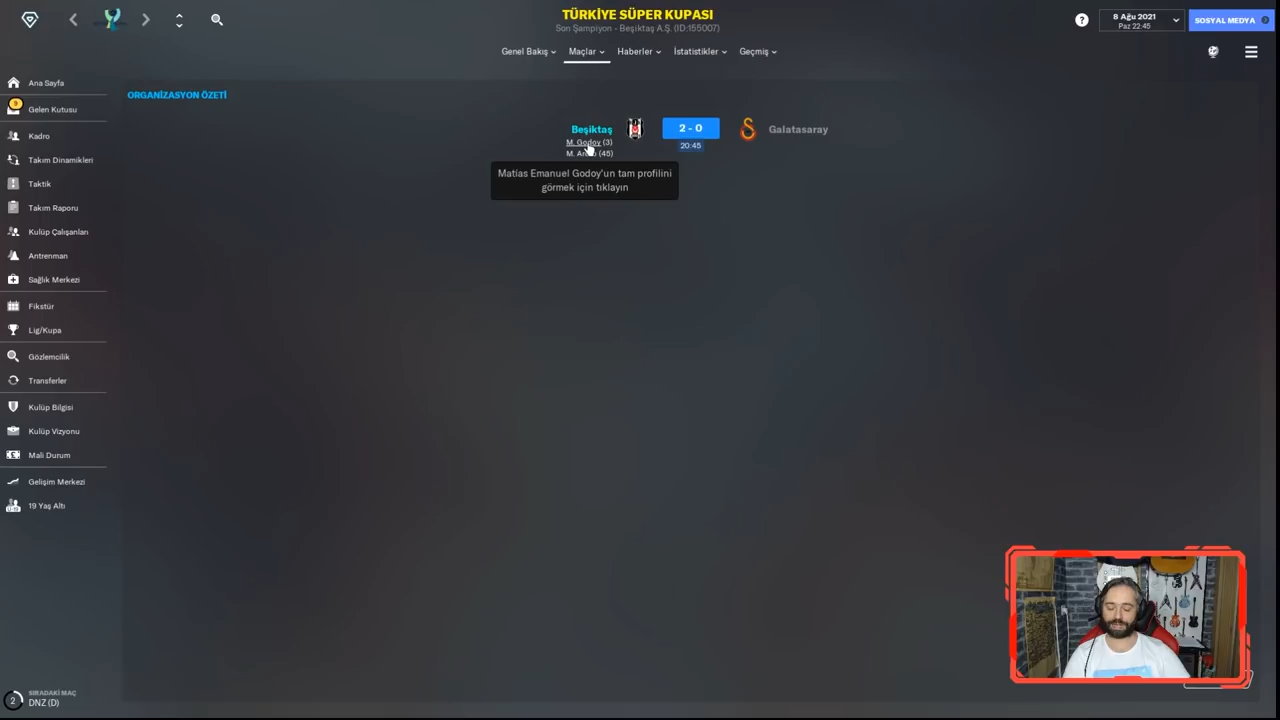 TÜRKİYE SÜPER KUPASI
Son Şampiyon - Beşiktaş A.Ş. (ID:155007)
8 Ağu 2021
Paz 22:45
SOSYAL MEDYA
Genel Bakış
Maçlar
Haberler
İstatistikler
Geçmiş
Ana Sayfa
9
Gelen Kutusu
Kadro
Takım Dinamikleri
Taktik
Takım Raporu
Kulüp Çalışanları
Antrenman
Sağlık Merkezi
Fikstür
Lig/Kupa
Gözlemcilik
Transferler
Kulüp Bilgisi
Kulüp Vizyonu
Mali Durum
Gelişim Merkezi
19 Yaş Altı
2
SIRADAKİ MAÇ
DNZ (D)
ORGANİZASYON ÖZETİ
Beşiktaş
2 - 0
Galatasaray
M. Godoy (3)
20:45
M. (45)
Matías Emanuel Godoy'un tam profilini
görmek için tıklayın